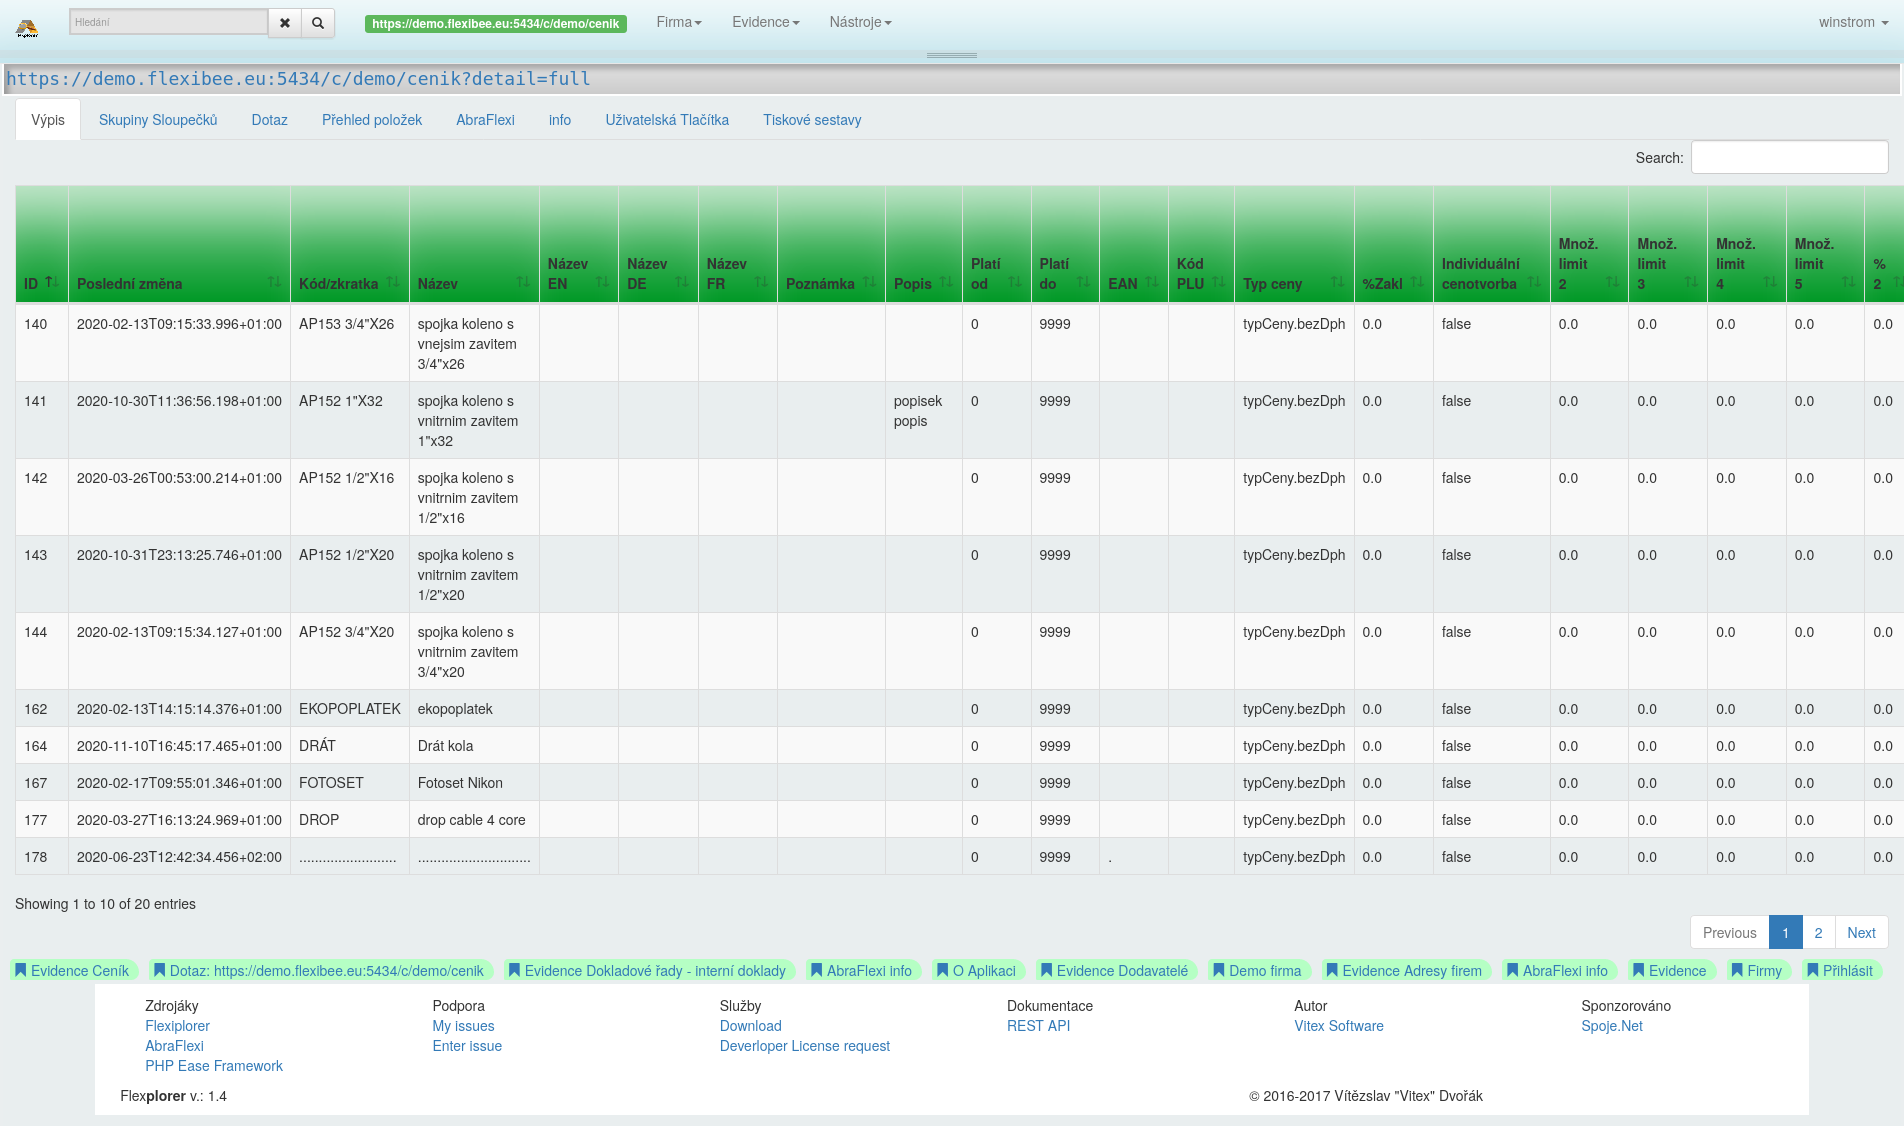 Hledání https://demo.flexibee.eu:5434/c/demo/cenik Firma Evidence Nástroje winstrom
https://demo.flexibee.eu:5434/c/demo/cenik?detail=full
Výpis Skupiny Sloupečků Dotaz Přehled položek AbraFlexi info Uživatelská Tlačítka Tiskové sestavy
Search:
ID Poslední změna Kód/zkratka Název Název EN Název DE Název FR Poznámka Popis Platí od Platí do EAN Kód PLU Typ ceny %Zakl Individuální cenotvorba Množ. limit 2 Množ. limit 3 Množ. limit 4 Množ. limit 5 % 2
140 2020-02-13T09:15:33.996+01:00 AP153 3/4"X26 spojka koleno s vnejsim zavitem 3/4"x26 0 9999 typCeny.bezDph 0.0 false 0.0 0.0 0.0 0.0 0.0
141 2020-10-30T11:36:56.198+01:00 AP152 1"X32 spojka koleno s vnitrnim zavitem 1"x32 popisek popis 0 9999 typCeny.bezDph 0.0 false 0.0 0.0 0.0 0.0 0.0
142 2020-03-26T00:53:00.214+01:00 AP152 1/2"X16 spojka koleno s vnitrnim zavitem 1/2"x16 0 9999 typCeny.bezDph 0.0 false 0.0 0.0 0.0 0.0 0.0
143 2020-10-31T23:13:25.746+01:00 AP152 1/2"X20 spojka koleno s vnitrnim zavitem 1/2"x20 0 9999 typCeny.bezDph 0.0 false 0.0 0.0 0.0 0.0 0.0
144 2020-02-13T09:15:34.127+01:00 AP152 3/4"X20 spojka koleno s vnitrnim zavitem 3/4"x20 0 9999 typCeny.bezDph 0.0 false 0.0 0.0 0.0 0.0 0.0
162 2020-02-13T14:15:14.376+01:00 EKOPOPLATEK ekopoplatek 0 9999 typCeny.bezDph 0.0 false 0.0 0.0 0.0 0.0 0.0
164 2020-11-10T16:45:17.465+01:00 DRÁT Drát kola 0 9999 typCeny.bezDph 0.0 false 0.0 0.0 0.0 0.0 0.0
167 2020-02-17T09:55:01.346+01:00 FOTOSET Fotoset Nikon 0 9999 typCeny.bezDph 0.0 false 0.0 0.0 0.0 0.0 0.0
177 2020-03-27T16:13:24.969+01:00 DROP drop cable 4 core 0 9999 typCeny.bezDph 0.0 false 0.0 0.0 0.0 0.0 0.0
178 2020-06-23T12:42:34.456+02:00 ......................... ............................. 0 9999 . typCeny.bezDph 0.0 false 0.0 0.0 0.0 0.0 0.0
Showing 1 to 10 of 20 entries
Previous 1 2 Next
Evidence Ceník Dotaz: https://demo.flexibee.eu:5434/c/demo/cenik Evidence Dokladové řady - interní doklady AbraFlexi info O Aplikaci Evidence Dodavatelé Demo firma Evidence Adresy firem AbraFlexi info Evidence Firmy Přihlásit
Zdrojáky Podpora Služby Dokumentace Autor Sponzorováno
Flexiplorer My issues Download REST API Vitex Software Spoje.Net
AbraFlexi Enter issue Deverloper License request
PHP Ease Framework
Flexplorer v.: 1.4 © 2016-2017 Vítězslav "Vitex" Dvořák